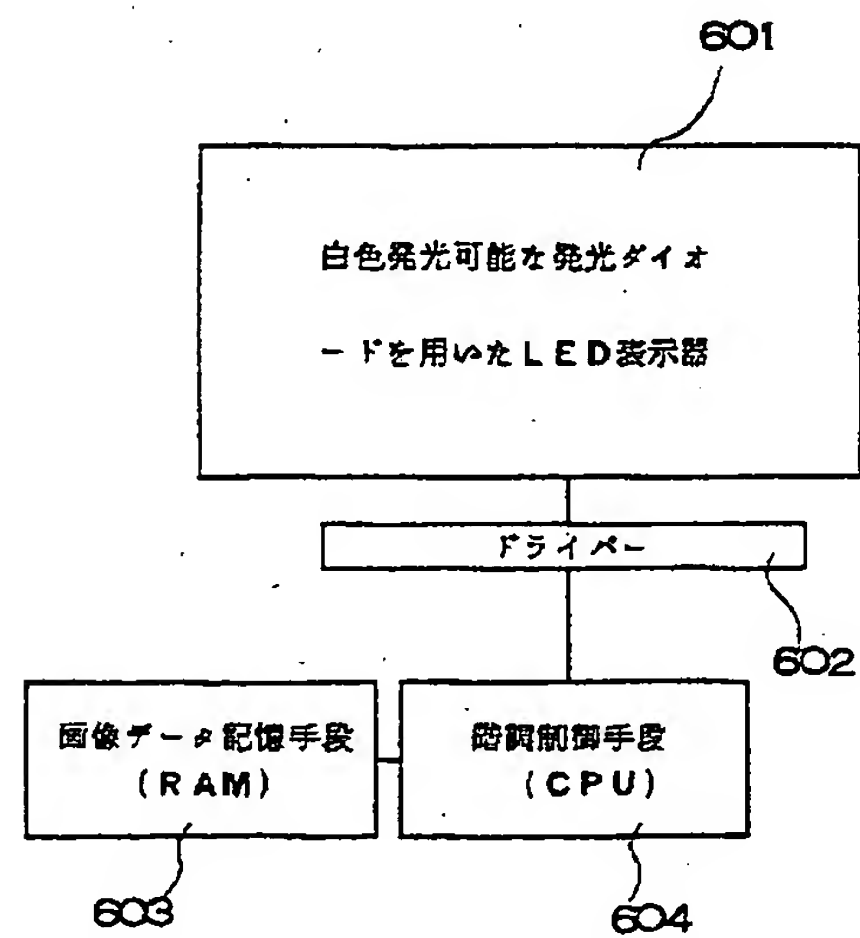 601
白色発光可能な発光ダイオ
ードを用いたLED表示器
ドライバー
602
画像データ記憶手段
(RAM)
階調制御手段
(CPU)
603
604